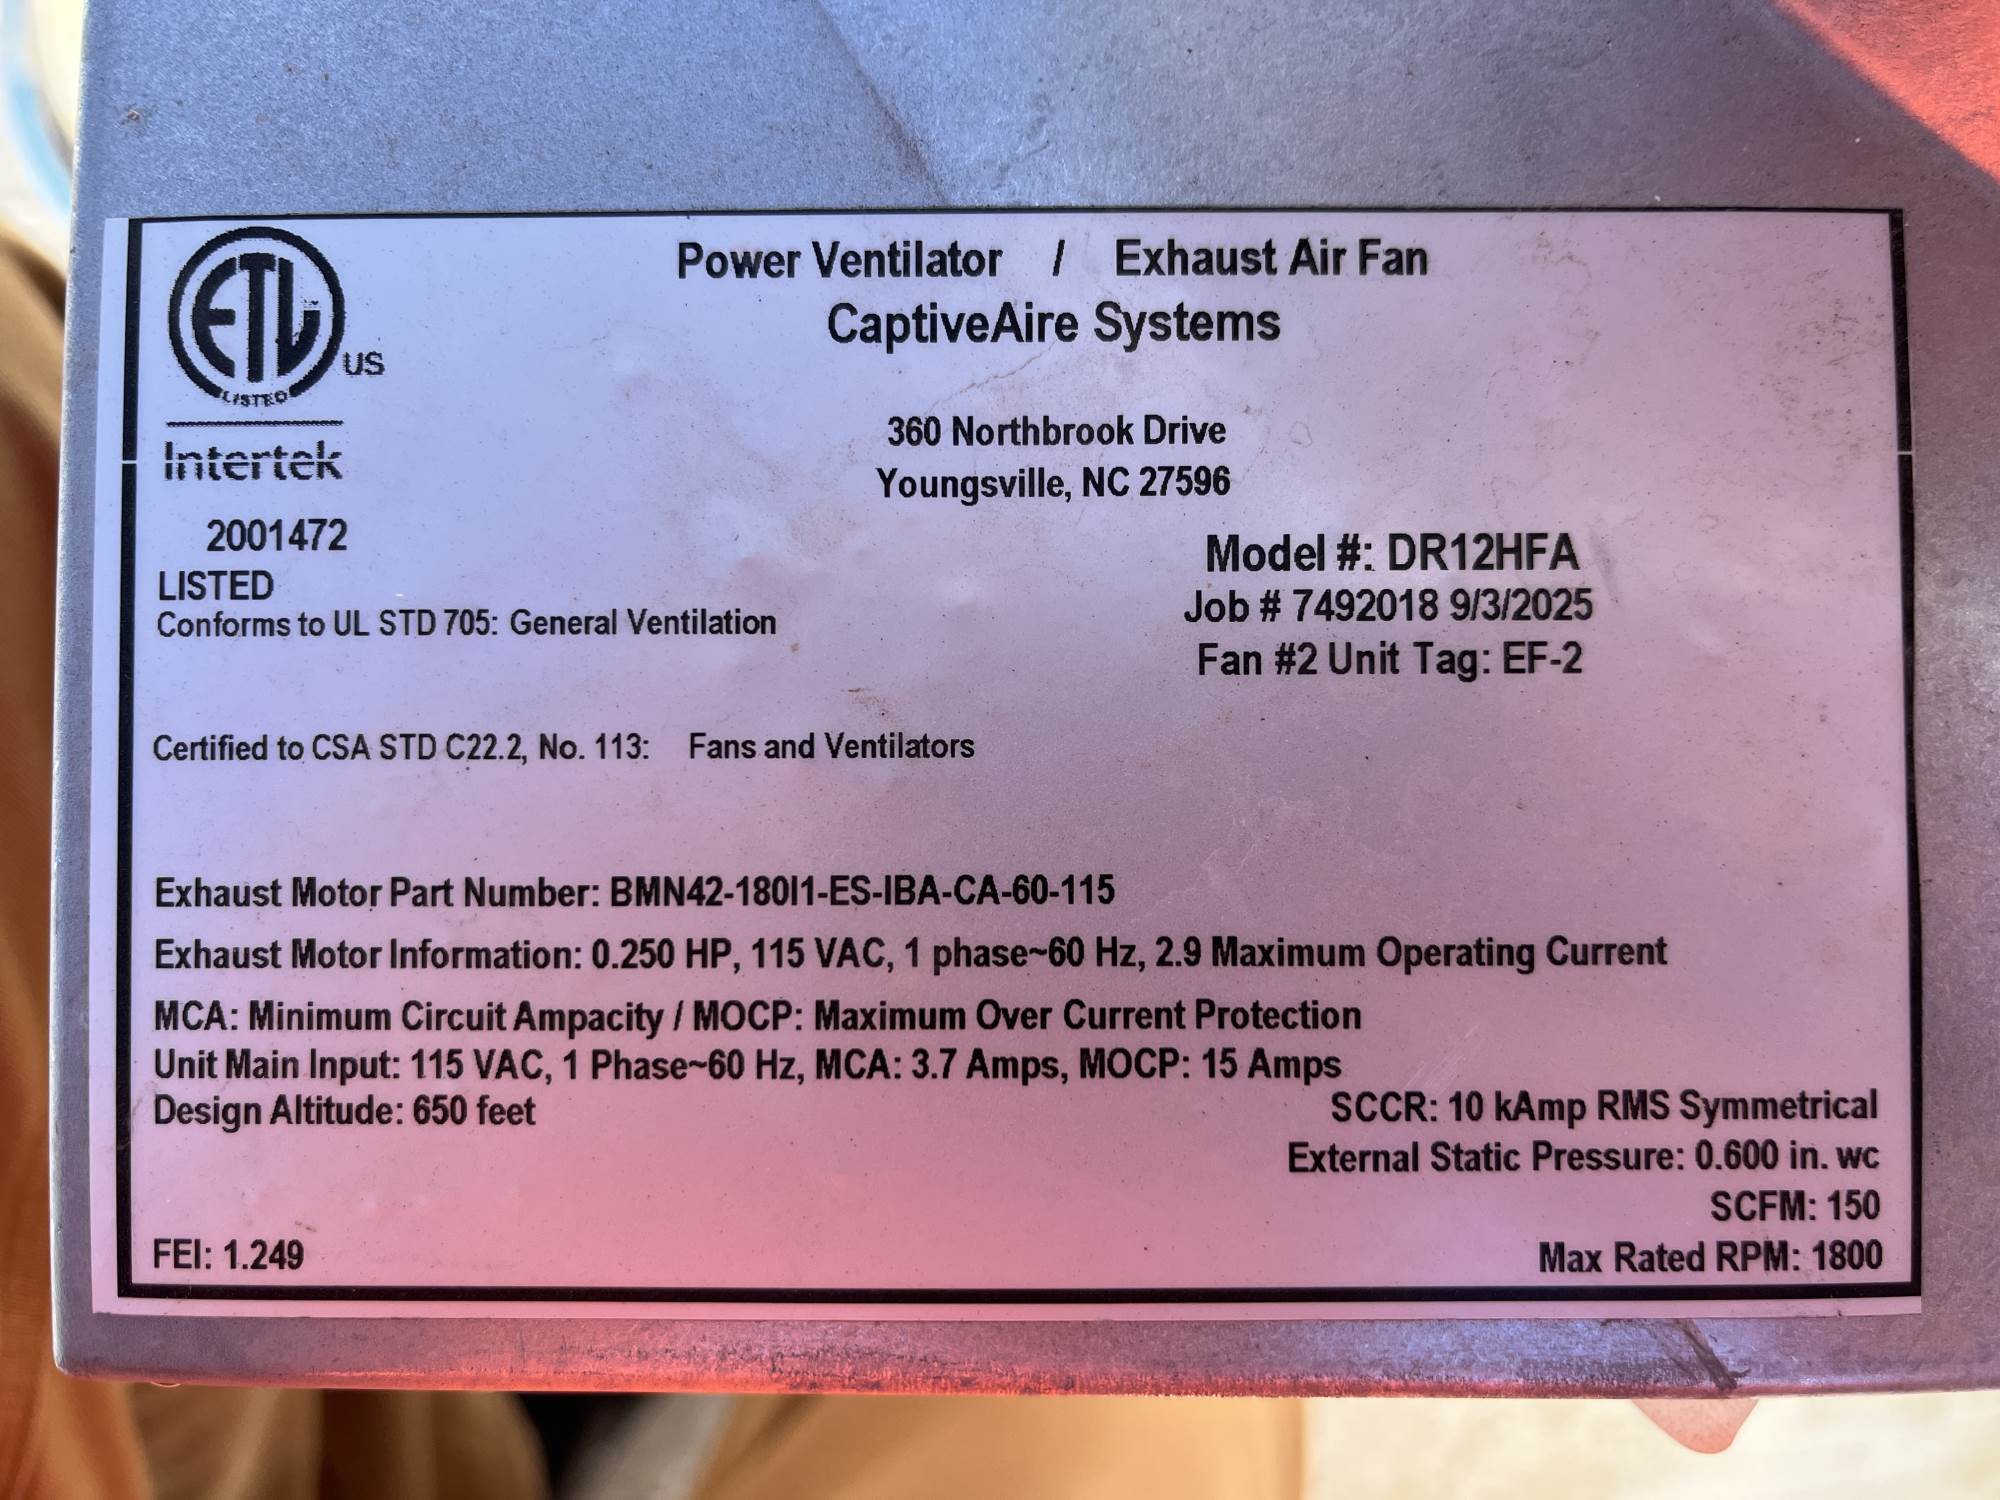 Power Ventilator / Exhaust Air Fan
CaptiveAire Systems
ETL US
LISTED
Intertek
360 Northbrook Drive
Youngsville, NC 27596
2001472
LISTED
Conforms to UL STD 705: General Ventilation
Model #: DR12HFA
Job # 7492018 9/3/2025
Fan #2 Unit Tag: EF-2
Certified to CSA STD C22.2, No. 113: Fans and Ventilators
Exhaust Motor Part Number: BMN42-180I1-ES-IBA-CA-60-115
Exhaust Motor Information: 0.250 HP, 115 VAC, 1 phase~60 Hz, 2.9 Maximum Operating Current
MCA: Minimum Circuit Ampacity / MOCP: Maximum Over Current Protection
Unit Main Input: 115 VAC, 1 Phase~60 Hz, MCA: 3.7 Amps, MOCP: 15 Amps
Design Altitude: 650 feet
SCCR: 10 kAmp RMS Symmetrical
External Static Pressure: 0.600 in. wc
SCFM: 150
FEI: 1.249
Max Rated RPM: 1800